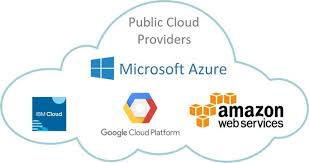 Public Cloud
Providers
Microsoft Azure
IBM Cloud
Google Cloud Platform
amazon
web services